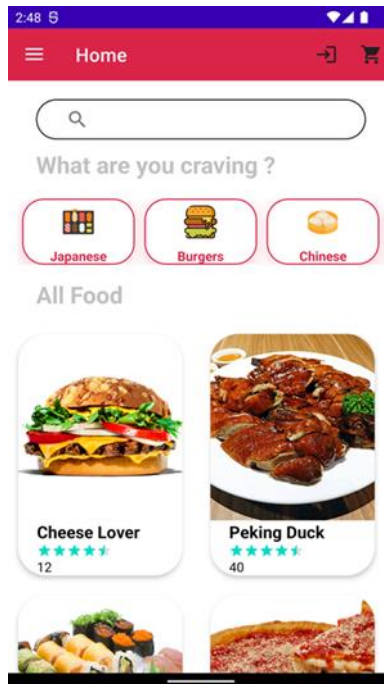 2:48
Home
What are you craving ?
Japanese
Burgers
Chinese
All Food
Cheese Lover
Peking Duck
12
40